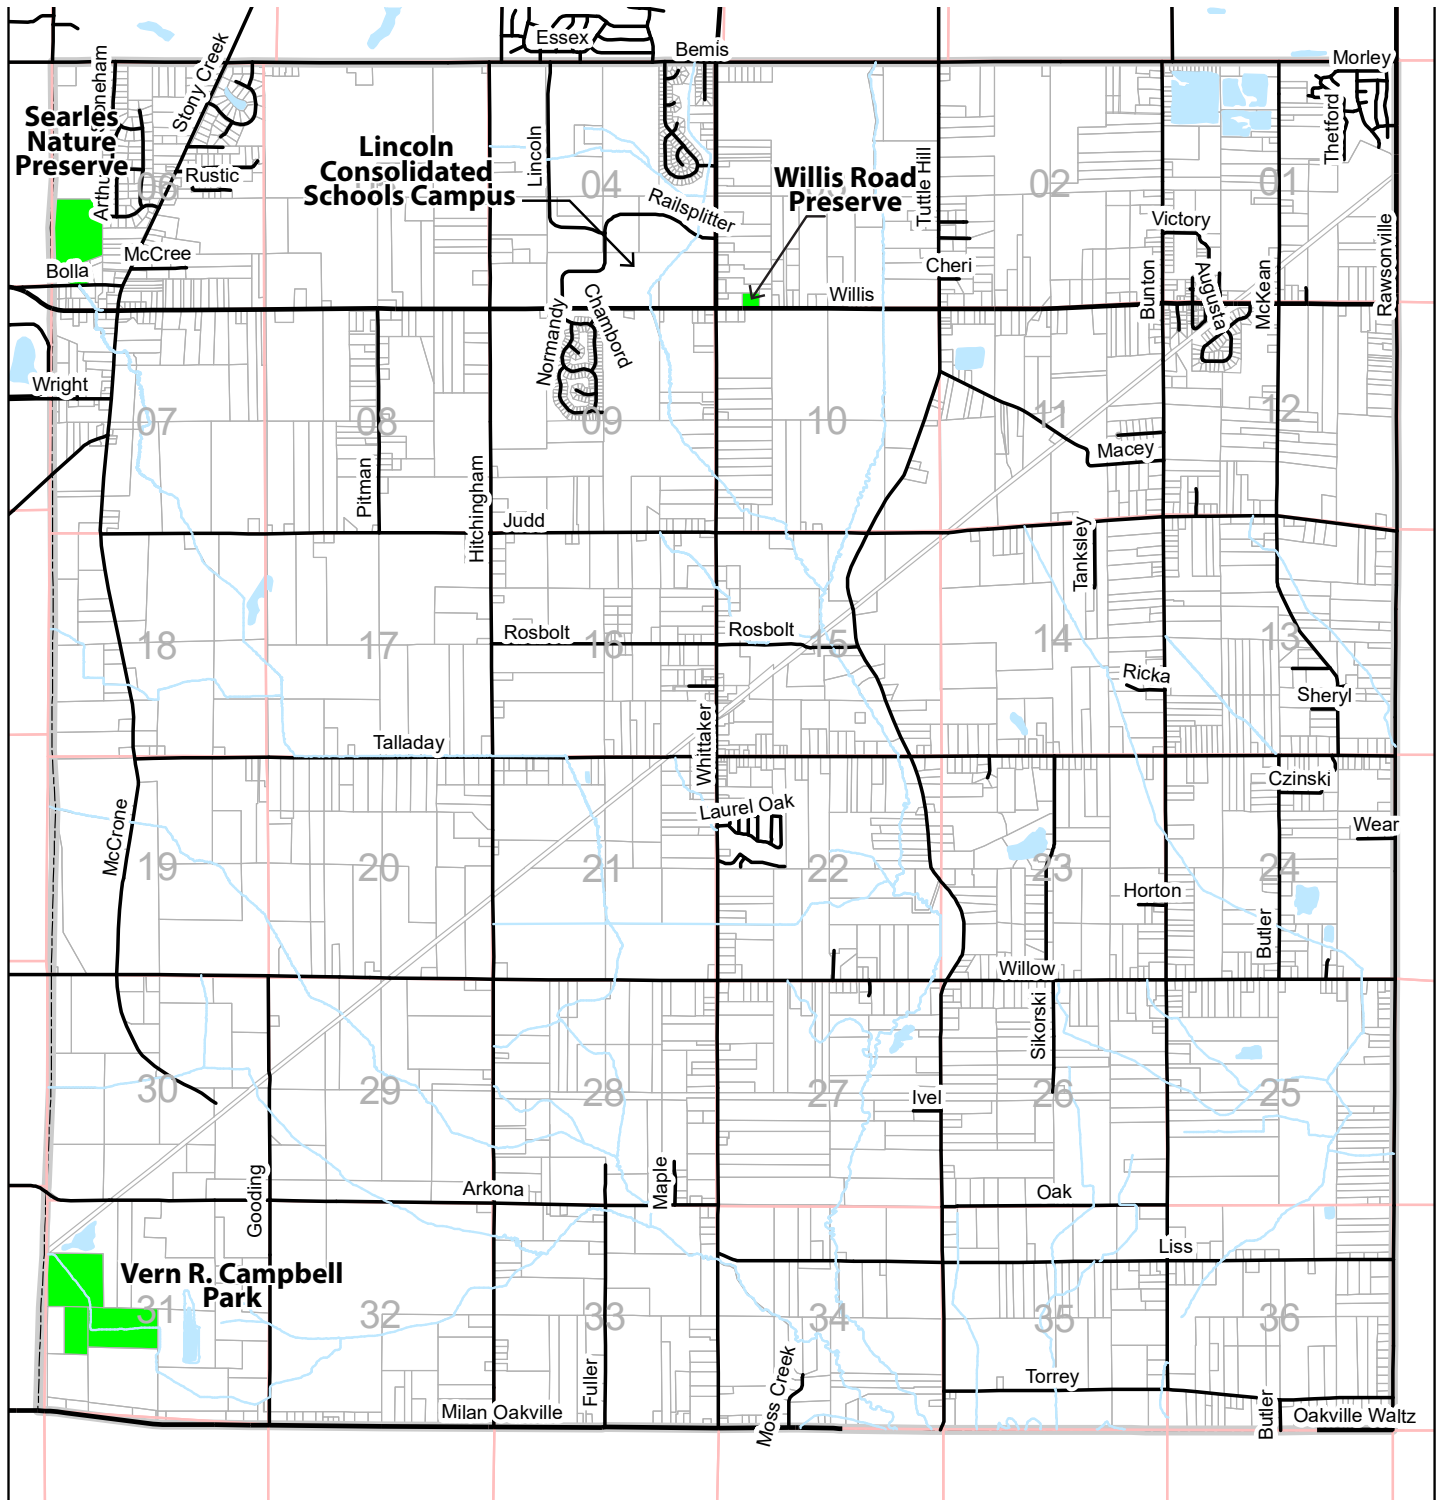 Essex
Bemis
Morley
Stoneham
Stony Creek
Thetford
Searles
Nature
Preserve
Lincoln
Consolidated
Schools Campus
Lincoln
Willis Road
Preserve
Tuttle Hill
Rustic
04
02
01
Railsplitter
Victory
McCree
Bolla
Cheri
Willis
Bunton
Augusta
McKean
Rawsonville
Normandy
Chambord
Wright
07
08
09
10
11
12
Macey
Pitman
Hitchingham
Judd
Tanksley
Rosbolt
Rosbolt
18
17
16
15
14
13
Ricka
Sheryl
Talladay
Whittaker
Czinski
Laurel Oak
Wear
McCrone
19
20
21
22
23
24
Horton
Butler
Willow
Sikorski
30
29
28
27
26
25
Ivel
Gooding
Arkona
Maple
Oak
Liss
Vern R. Campbell
Park
31
32
33
34
35
36
Fuller
Moss Creek
Torrey
Milan Oakville
Butler
Oakville Waltz